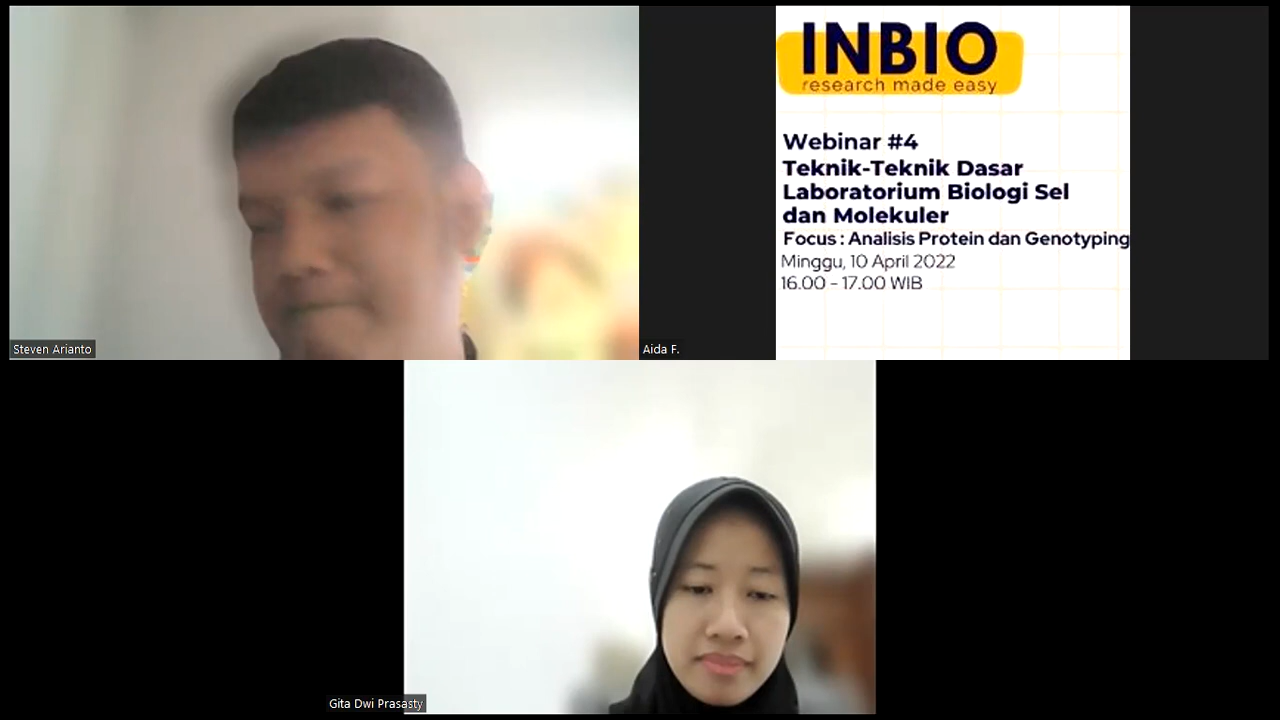 INBIO
research made easy
Webinar #4
Teknik-Teknik Dasar
Laboratorium Biologi Sel
dan Molekuler
Focus : Analisis Protein dan Genotyping
Minggu, 10 April 2022
16.00 - 17.00 WIB
Steven Arianto
Aida F.
Gita Dwi Prasasty